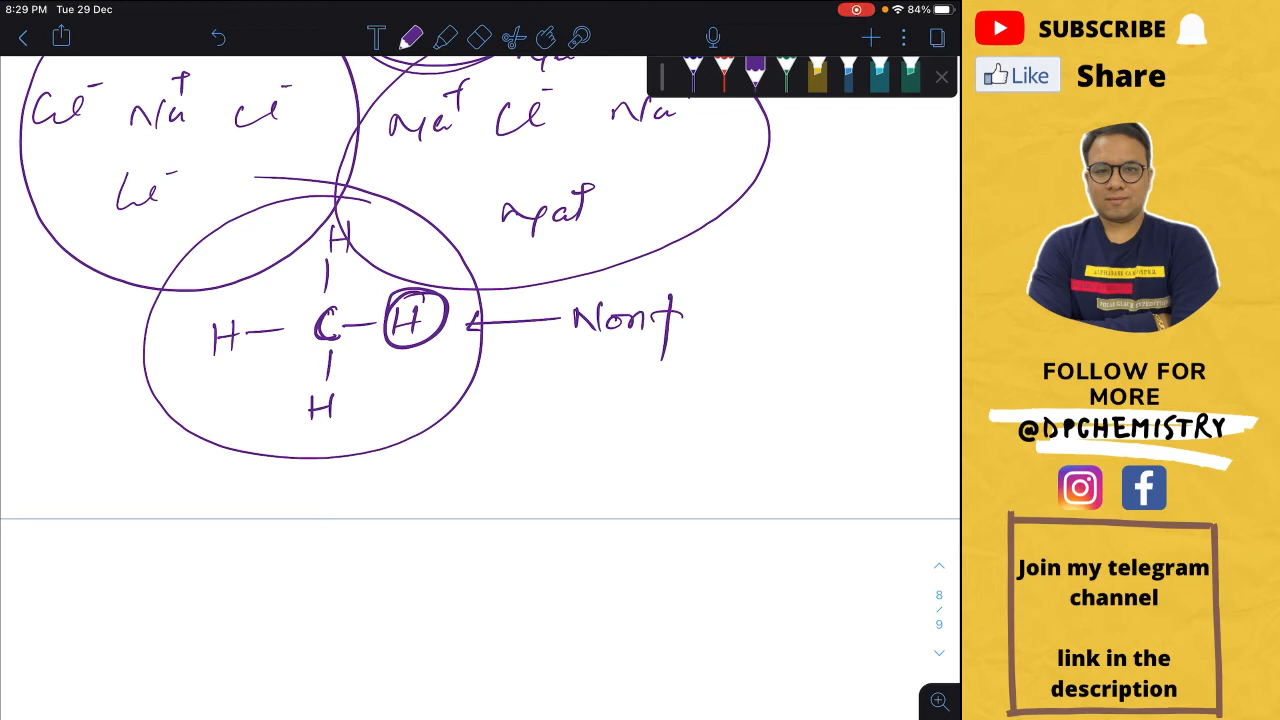 8:29 PM Tue 29 Dec
84%
Cl⁻ Na⁺ Cl⁻
Cl⁻
Na⁺ Cl⁻ Na
Na⁺
H
H — C — H
H
Nonp
8
9
SUBSCRIBE
Like
Share
FOLLOW FOR
MORE
@DPCHEMISTRY
Join my telegram
channel
link in the
description